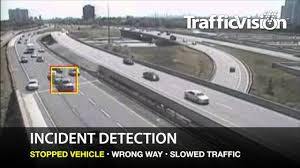 TrafficVision
INCIDENT DETECTION
STOPPED VEHICLE • WRONG WAY • SLOWED TRAFFIC